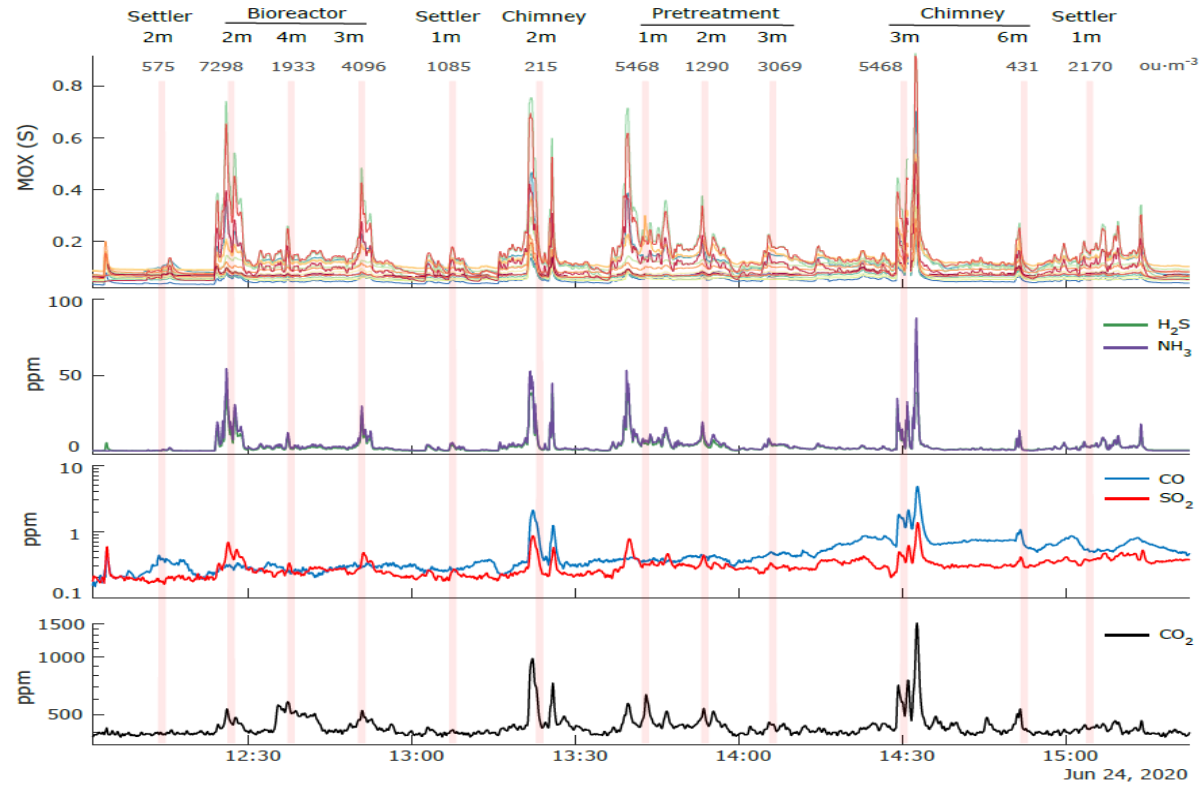 Settler Bioreactor Settler Chimney Pretreatment Chimney Settler
2m 2m 4m 3m 1m 2m 1m 2m 3m 3m 6m 1m
575 7298 1933 4096 1085 215 5468 1290 3069 5468 431 2170 ou·m⁻³
MOX (S)
0.8
0.6
0.4
0.2
ppm
100
50
0
H₂S
NH₃
ppm
10
1
0.1
CO
SO₂
ppm
1500
1000
500
CO₂
12:30 13:00 13:30 14:00 14:30 15:00
Jun 24, 2020